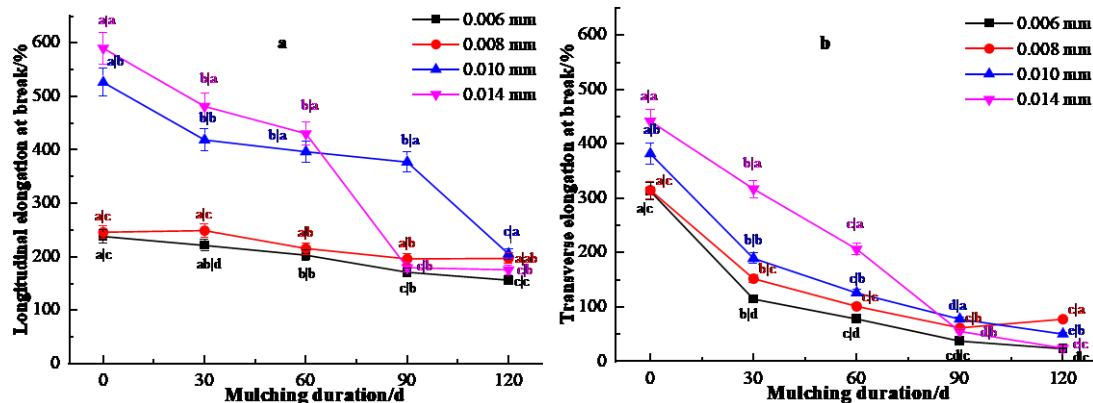 a
0.006 mm
0.008 mm
0.010 mm
0.014 mm
Longitudinal elongation at break/%
600
500
400
300
200
100
0
a|a
a|b
b|a
b|b
b|a
b|a
a|c
a|c
a|c
ab|d
a|b
b|b
a|b
c|b
c|b
c|a
c|b
c|c
0 30 60 90 120
Mulching duration/d
b
0.006 mm
0.008 mm
0.010 mm
0.014 mm
Transverse elongation at break/%
600
500
400
300
200
100
0
a|a
a|b
a|c
a|c
b|a
b|b
b|c
b|d
c|a
c|b
c|c
c|d
d|a
c|b
d|b
cd|c
c|a
c|b
d|c
0 30 60 90 120
Mulching duration/d